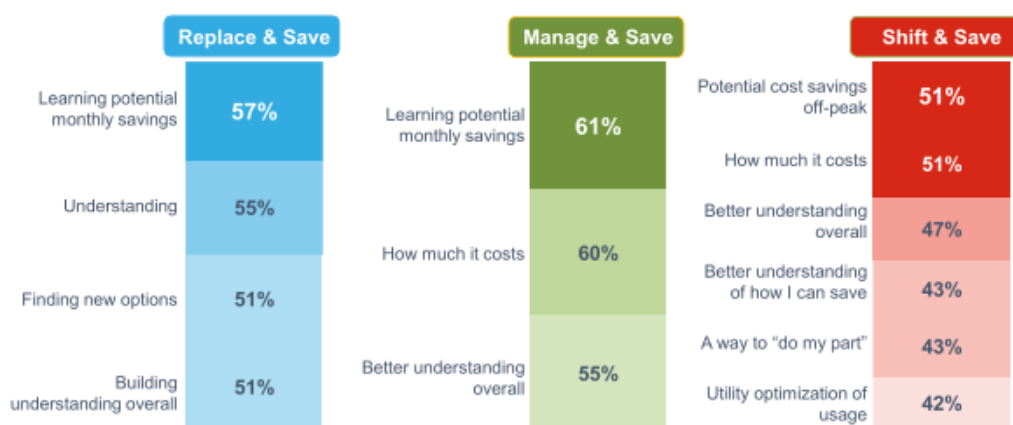 Replace & Save
Learning potential
monthly savings
57%
Understanding
55%
Finding new options
51%
Building
understanding overall
51%
Manage & Save
Learning potential
monthly savings
61%
How much it costs
60%
Better understanding
overall
55%
Shift & Save
Potential cost savings
off-peak
51%
How much it costs
51%
Better understanding
overall
47%
Better understanding
of how I can save
43%
A way to “do my part”
43%
Utility optimization of
usage
42%